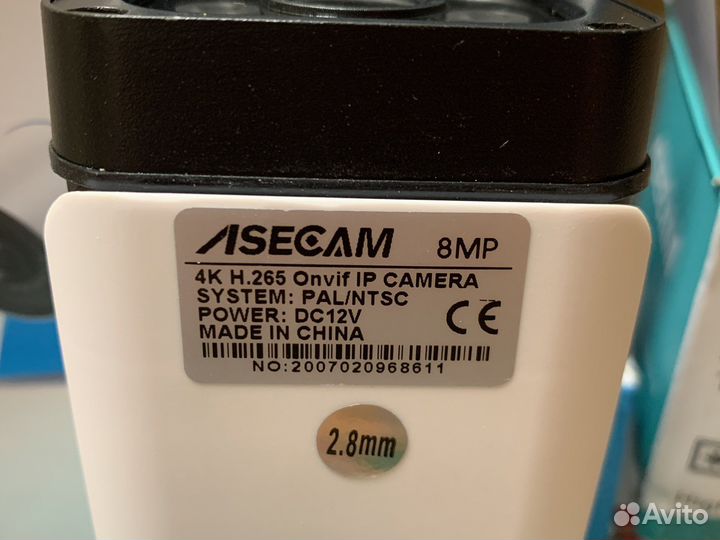 ASECAM 8MP
4K H.265 Onvif IP CAMERA
SYSTEM: PAL/NTSC
POWER: DC12V
MADE IN CHINA
CE
NO:2007020968611
2.8mm
Avito